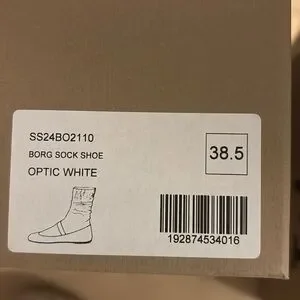 SS24BO2110
38.5
BORG SOCK SHOE
OPTIC WHITE
192874534016